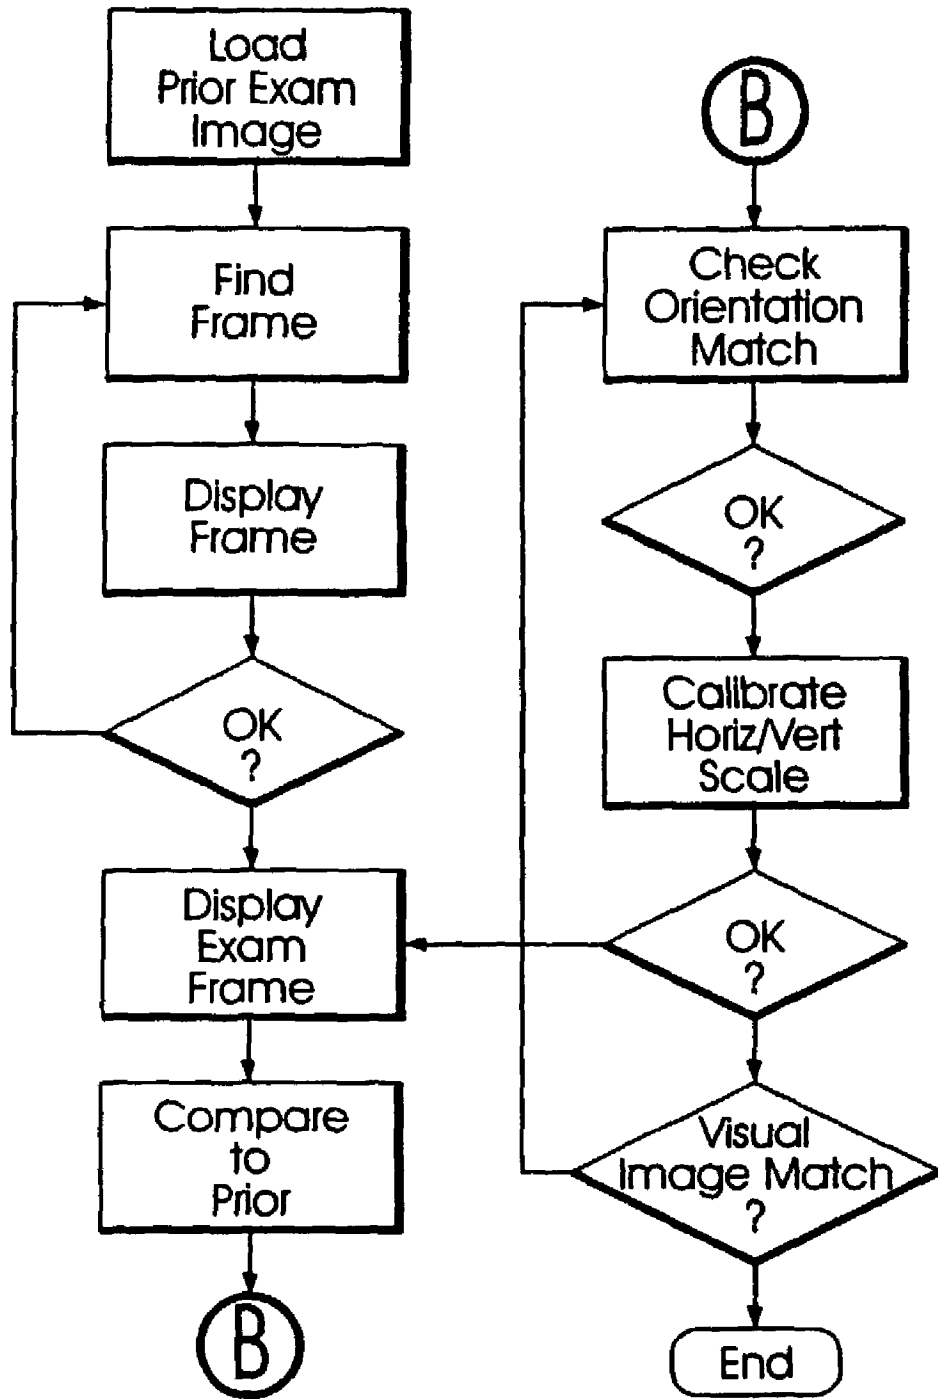 Load
Prior Exam
Image
Find
Frame
Display
Frame
OK
?
Display
Exam
Frame
Compare
to
Prior
B
B
Check
Orientation
Match
OK
?
Calibrate
Horiz/Vert
Scale
OK
?
Visual
Image Match
?
End